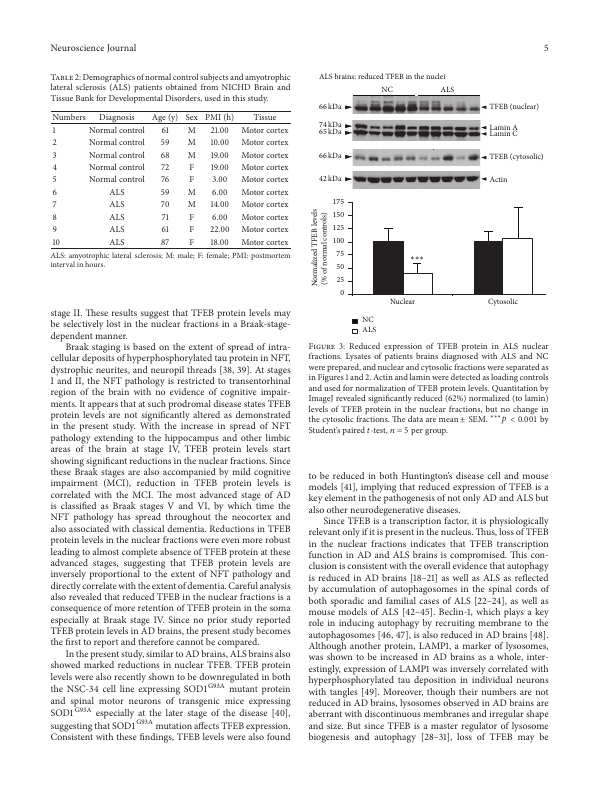 Neuroscience Journal
5
Table 2: Demographics of normal control subjects and amyotrophic
lateral sclerosis (ALS) patients obtained from NICHD Brain and
Tissue Bank for Developmental Disorders, used in this study.
Numbers Diagnosis Age (y) Sex PMI (h) Tissue
1 Normal control 61 M 21.00 Motor cortex
2 Normal control 59 M 10.00 Motor cortex
3 Normal control 68 M 19.00 Motor cortex
4 Normal control 72 F 19.00 Motor cortex
5 Normal control 76 F 3.00 Motor cortex
6 ALS 59 M 6.00 Motor cortex
7 ALS 70 M 14.00 Motor cortex
8 ALS 71 F 6.00 Motor cortex
9 ALS 61 F 22.00 Motor cortex
10 ALS 87 F 18.00 Motor cortex
ALS: amyotrophic lateral sclerosis; M: male; F: female; PMI: postmortem
interval in hours.
stage II. These results suggest that TFEB protein levels may
be selectively lost in the nuclear fractions in a Braak-stage-
dependent manner.
Braak staging is based on the extent of spread of intra-
cellular deposits of hyperphosphorylated tau protein in NFT,
dystrophic neurites, and neuropil threads [38, 39]. At stages
I and II, the NFT pathology is restricted to transentorhinal
region of the brain with no evidence of cognitive impair-
ments. It appears that at such prodromal disease states TFEB
protein levels are not significantly altered as demonstrated
in the present study. With the increase in spread of NFT
pathology extending to the hippocampus and other limbic
areas of the brain at stage IV, TFEB protein levels start
showing significant reductions in the nuclear fractions. Since
these Braak stages are also accompanied by mild cognitive
impairment (MCI), reduction in TFEB protein levels is
correlated with the MCI. The most advanced stage of AD
is classified as Braak stages V and VI, by which time the
NFT pathology has spread throughout the neocortex and
also associated with classical dementia. Reductions in TFEB
protein levels in the nuclear fractions were even more robust
leading to almost complete absence of TFEB protein at these
advanced stages, suggesting that TFEB protein levels are
inversely proportional to the extent of NFT pathology and
directly correlate with the extent of dementia. Careful analysis
also revealed that reduced TFEB in the nuclear fractions is a
consequence of more retention of TFEB protein in the soma
especially at Braak stage IV. Since no prior study reported
TFEB protein levels in AD brains, the present study becomes
the first to report and therefore cannot be compared.
In the present study, similar to AD brains, ALS brains also
showed marked reductions in nuclear TFEB. TFEB protein
levels were also recently shown to be downregulated in both
the NSC-34 cell line expressing SOD1G93A mutant protein
and spinal motor neurons of transgenic mice expressing
SOD1G93A especially at the later stage of the disease [40],
suggesting that SOD1G93A mutation affects TFEB expression.
Consistent with these findings, TFEB levels were also found
ALS brains: reduced TFEB in the nuclei
NC ALS
66 kDa TFEB (nuclear)
74 kDa Lamin A
65 kDa Lamin C
66 kDa TFEB (cytosolic)
42 kDa Actin
Normalized TFEB levels
(% of normal controls)
175
150
125
100
75
50
25
0
***
Nuclear Cytosolic
NC
ALS
Figure 3: Reduced expression of TFEB protein in ALS nuclear
fractions. Lysates of patients brains diagnosed with ALS and NC
were prepared, and nuclear and cytosolic fractions were separated as
in Figures 1 and 2. Actin and lamin were detected as loading controls
and used for normalization of TFEB protein levels. Quantitation by
ImageJ revealed significantly reduced (62%) normalized (to lamin)
levels of TFEB protein in the nuclear fractions, but no change in
the cytosolic fractions. The data are mean ± SEM. ***P < 0.001 by
Student's paired t-test, n = 5 per group.
to be reduced in both Huntington's disease cell and mouse
models [41], implying that reduced expression of TFEB is a
key element in the pathogenesis of not only AD and ALS but
also other neurodegenerative diseases.
Since TFEB is a transcription factor, it is physiologically
relevant only if it is present in the nucleus. Thus, loss of TFEB
in the nuclear fractions indicates that TFEB transcription
function in AD and ALS brains is compromised. This con-
clusion is consistent with the overall evidence that autophagy
is reduced in AD brains [18–21] as well as ALS as reflected
by accumulation of autophagosomes in the spinal cords of
both sporadic and familial cases of ALS [22–24], as well as
mouse models of ALS [42–45]. Beclin-1, which plays a key
role in inducing autophagy by recruiting membrane to the
autophagosomes [46, 47], is also reduced in AD brains [48].
Although another protein, LAMP1, a marker of lysosomes,
was shown to be increased in AD brains as a whole, inter-
estingly, expression of LAMP1 was inversely correlated with
hyperphosphorylated tau deposition in individual neurons
with tangles [49]. Moreover, though their numbers are not
reduced in AD brains, lysosomes observed in AD brains are
aberrant with discontinuous membranes and irregular shape
and size. But since TFEB is a master regulator of lysosome
biogenesis and autophagy [28–31], loss of TFEB may be